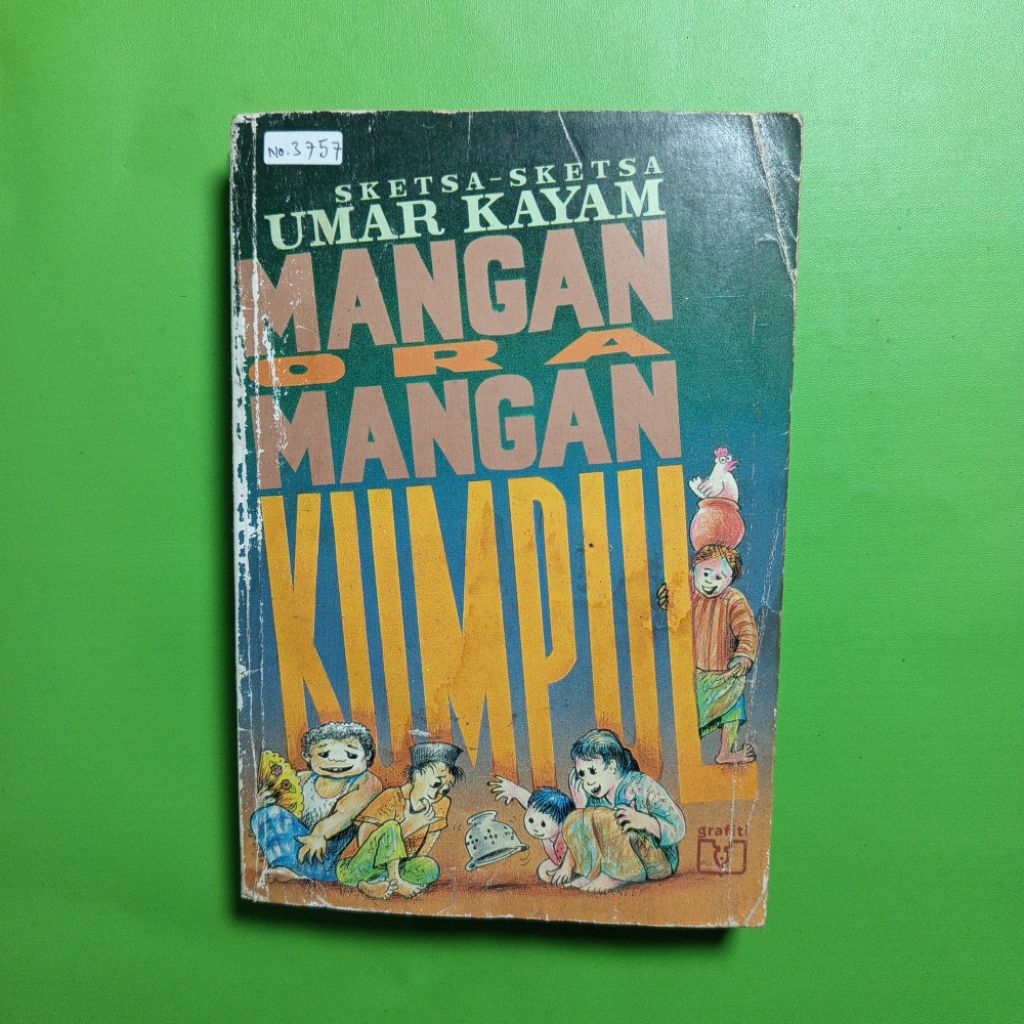 No. 3757
SKETSA-SKETSA
UMAR KAYAM
MANGAN
ORA
MANGAN
KUMPUL
grafiti